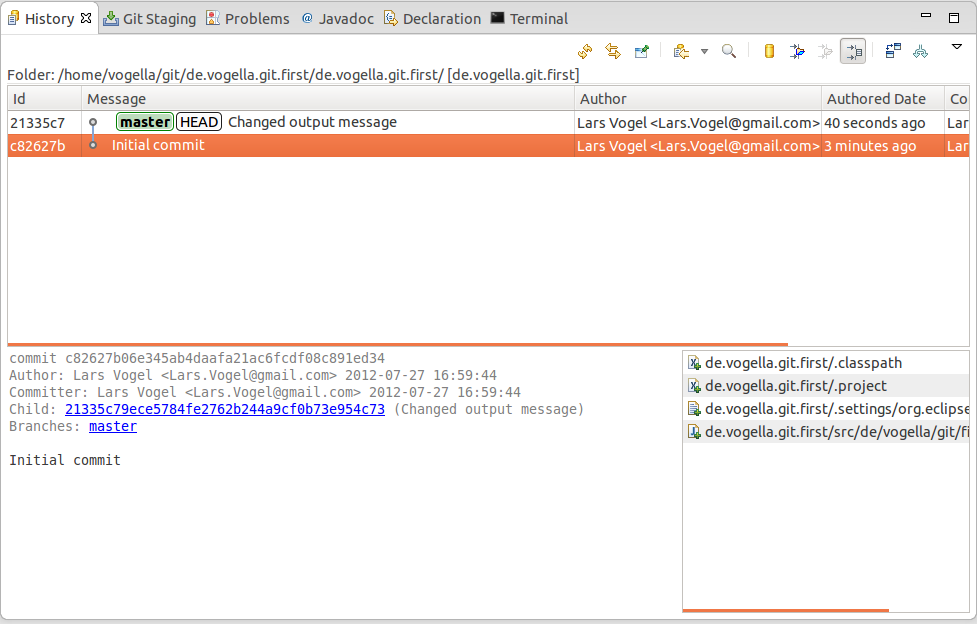 History Git Staging Problems Javadoc Declaration Terminal
Folder: /home/vogella/git/de.vogella.git.first/de.vogella.git.first/ [de.vogella.git.first]
Id Message Author Authored Date Co
21335c7 master HEAD Changed output message Lars Vogel <Lars.Vogel@gmail.com> 40 seconds ago Lar
c82627b Initial commit Lars Vogel <Lars.Vogel@gmail.com> 3 minutes ago Lar
commit c82627b06e345ab4daafa21ac6fcdf08c891ed34
Author: Lars Vogel <Lars.Vogel@gmail.com> 2012-07-27 16:59:44
Committer: Lars Vogel <Lars.Vogel@gmail.com> 2012-07-27 16:59:44
Child: 21335c79ece5784fe2762b244a9cf0b73e954c73 (Changed output message)
Branches: master
Initial commit
de.vogella.git.first/.classpath
de.vogella.git.first/.project
de.vogella.git.first/.settings/org.eclipse
de.vogella.git.first/src/de/vogella/git/fi